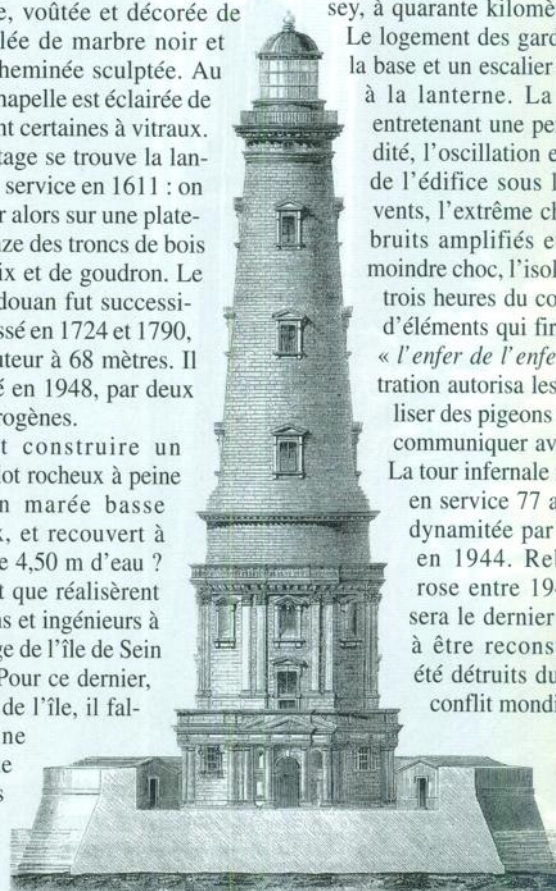 e, voûtée et décorée de
lée de marbre noir et
heminée sculptée. Au
hapelle est éclairée de
nt certaines à vitraux.
tage se trouve la lan-
service en 1611 : on
r alors sur une plate-
nze des troncs de bois
ix et de goudron. Le
douan fut successi-
ssé en 1724 et 1790,
uteur à 68 mètres. Il
é en 1948, par deux
rogènes.
t construire un
lot rocheux à peine
n marée basse
x, et recouvert à
e 4,50 m d'eau ?
t que réalisèrent
ns et ingénieurs à
ge de l'île de Sein
Pour ce dernier,
de l'île, il fal-
ne
e
s
sey, à quarante kilomè
Le logement des gard
la base et un escalier
à la lanterne. La
entretenant une pe
dité, l'oscillation e
de l'édifice sous l
vents, l'extrême ch
bruits amplifiés e
moindre choc, l'isol
trois heures du co
d'éléments qui fir
« l'enfer de l'enfe
tration autorisa les
liser des pigeons
communiquer av
La tour infernale
en service 77 a
dynamitée par
en 1944. Rel
rose entre 194
sera le dernier
à être recons
été détruits du
conflit mondi